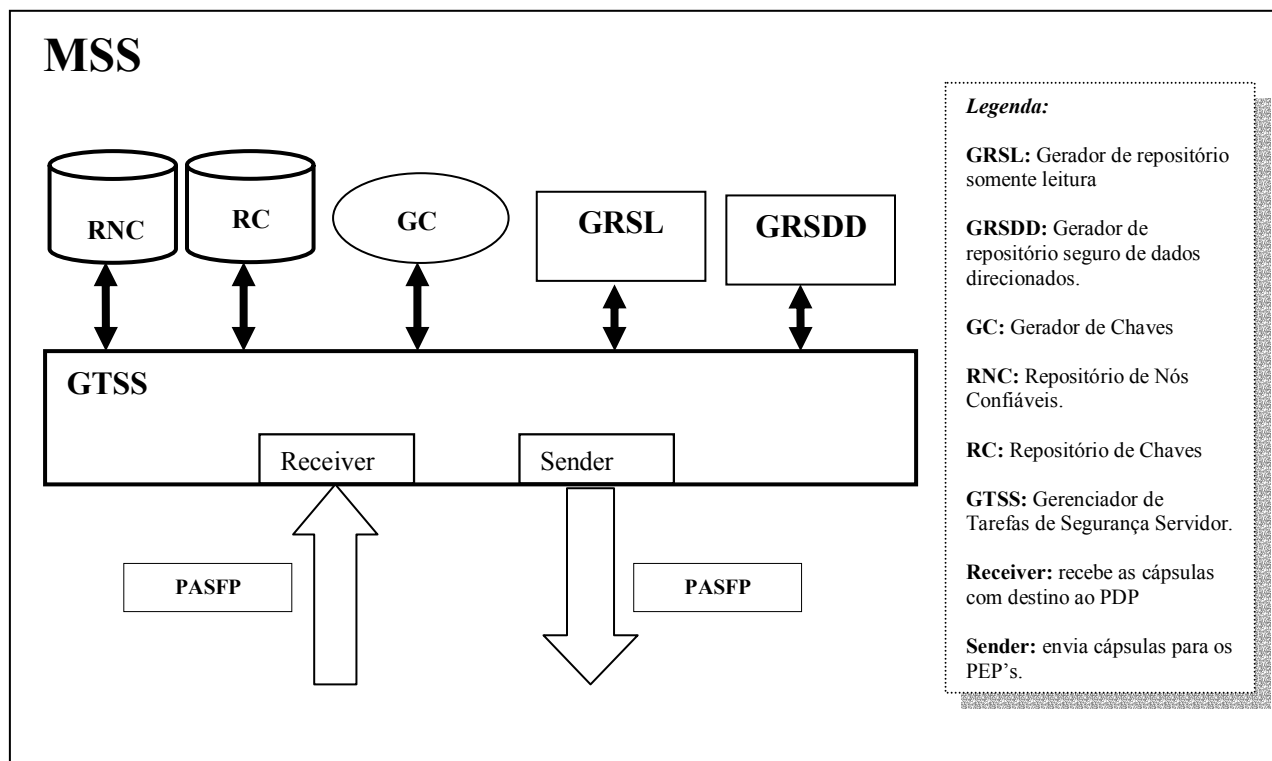 MSS
RNC
RC
GC
GRSL
GRSDD
GTSS
Receiver
Sender
PASFP
PASFP
Legenda:
GRSL: Gerador de repositório
somente leitura
GRSDD: Gerador de
repositório seguro de dados
direcionados.
GC: Gerador de Chaves
RNC: Repositório de Nós
Confiáveis.
RC: Repositório de Chaves
GTSS: Gerenciador de
Tarefas de Segurança Servidor.
Receiver: recebe as cápsulas
com destino ao PDP
Sender: envia cápsulas para os
PEP’s.